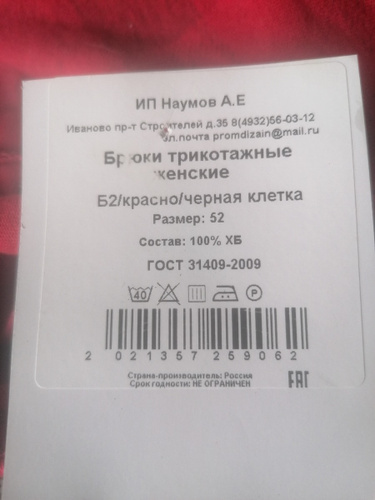 ИП Наумов А.Е
Иваново пр-т Строителей д.36 8(4932)56-03-12
эл.почта promdizain@mail.ru
Брюки трикотажные
женские
Б2/красно/черная клетка
Размер: 52
Состав: 100% ХБ
ГОСТ 31409-2009
40 P
2 021357 259062
Страна-производитель: Россия
Срок годности: НЕ ОГРАНИЧЕН
EAC